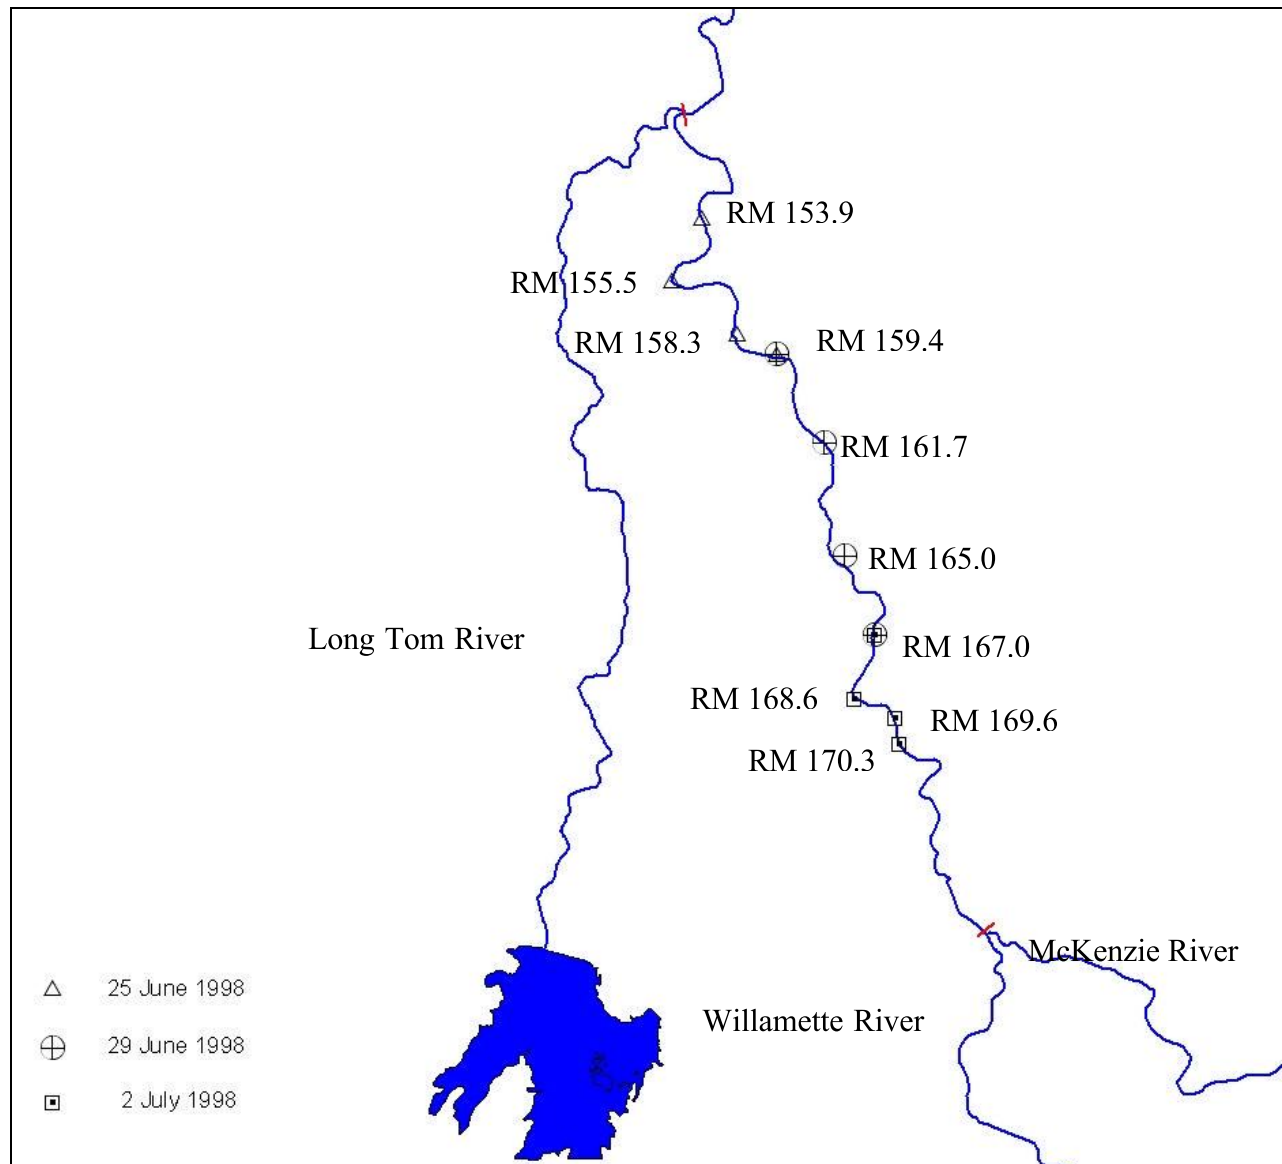 RM 153.9
RM 155.5
RM 158.3
RM 159.4
RM 161.7
RM 165.0
Long Tom River
RM 167.0
RM 168.6
RM 169.6
RM 170.3
McKenzie River
25 June 1998
Willamette River
29 June 1998
2 July 1998